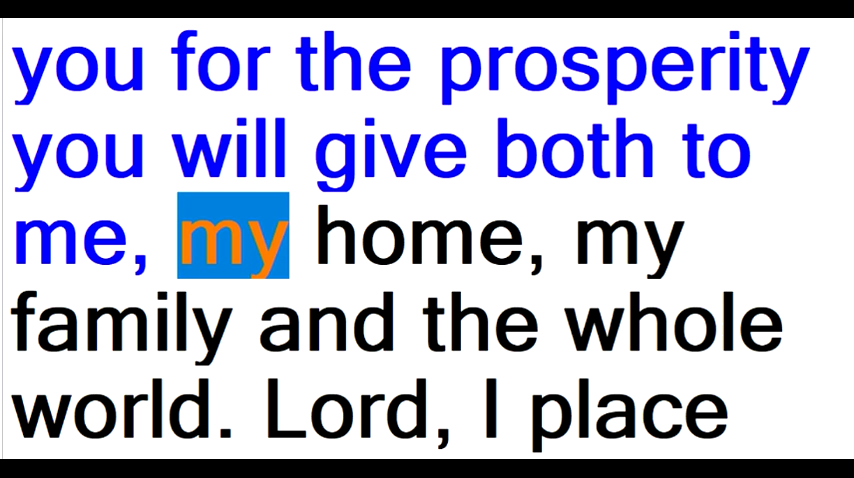 you for the prosperity
you will give both to
me, my home, my
family and the whole
world. Lord, I place